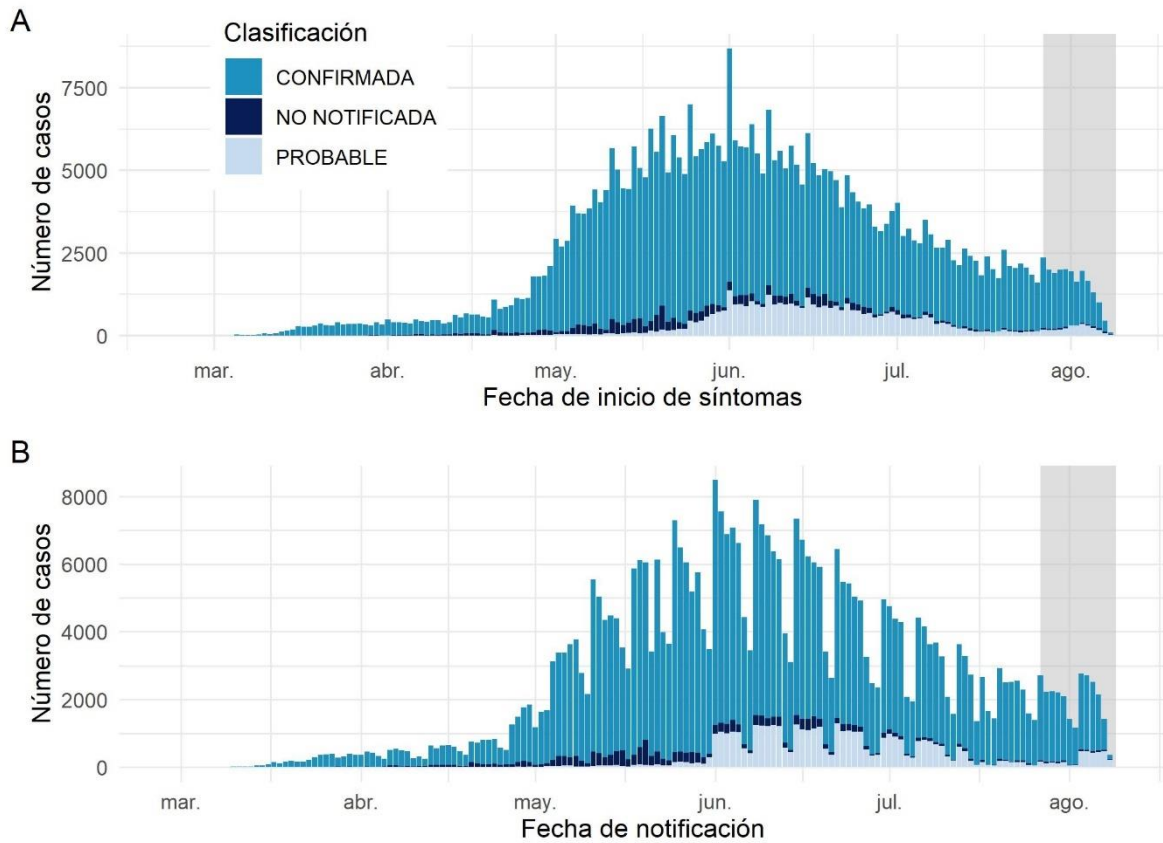 A
Clasificación
CONFIRMADA
NO NOTIFICADA
PROBABLE
Número de casos
7500
5000
2500
0
mar. abr. may. jun. jul. ago.
Fecha de inicio de síntomas
B
Número de casos
8000
6000
4000
2000
0
mar. abr. may. jun. jul. ago.
Fecha de notificación